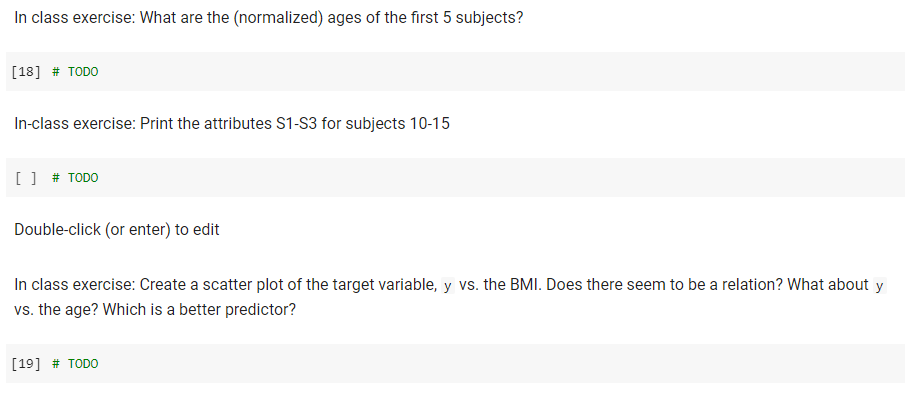 In class exercise: What are the (normalized) ages of the first 5 subjects?
[18] # TODO
In-class exercise: Print the attributes S1-S3 for subjects 10-15
[ ] # TODO
Double-click (or enter) to edit
In class exercise: Create a scatter plot of the target variable, y vs. the BMI. Does there seem to be a relation? What about y
vs. the age? Which is a better predictor?
[19] # TODO